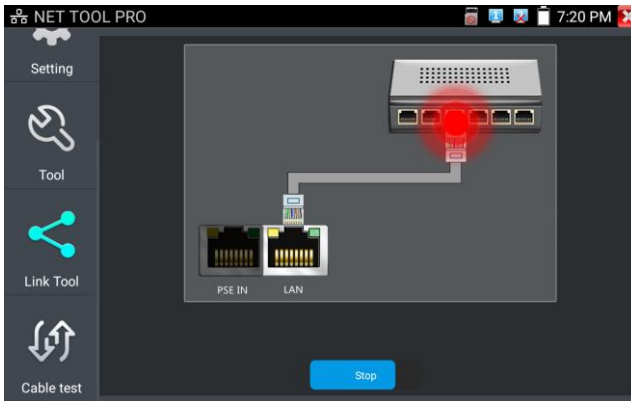 NET TOOL PRO
7:20 PM
Setting
Tool
Link Tool
Cable test
PSE IN
LAN
Stop